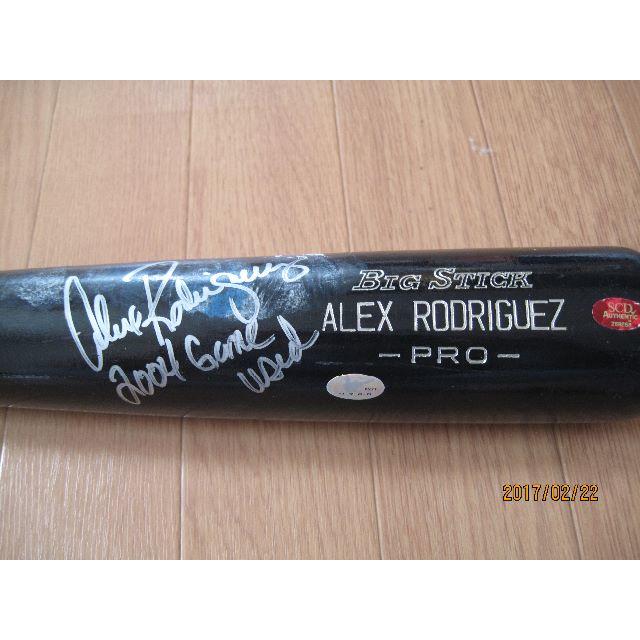 Alex Rodriguez
2004 Game Used
BIG STICK
ALEX RODRIGUEZ
- PRO -
SCD
AUTHENTIC
2017/02/22